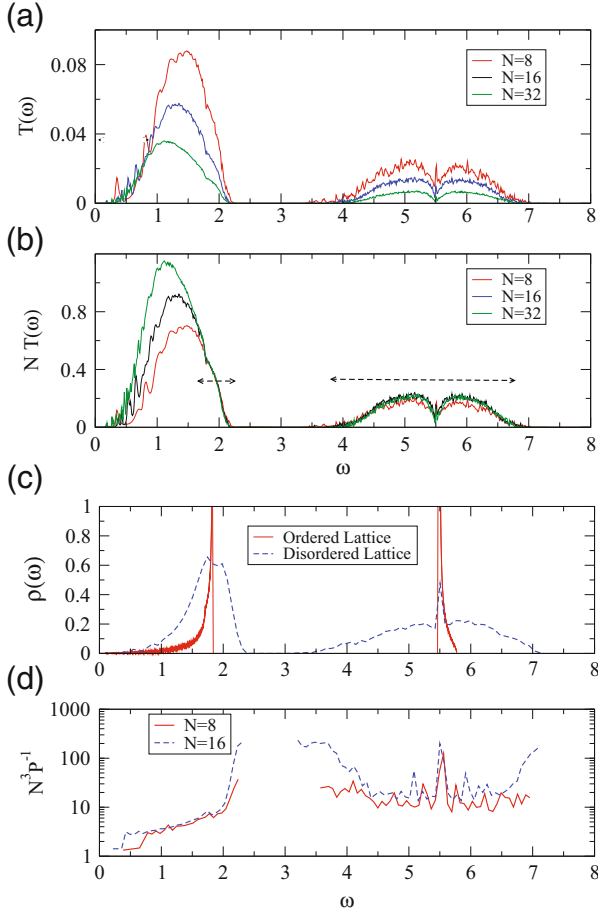 (a)
T(ω)
0.08
0.04
0
N=8
N=16
N=32
0 1 2 3 4 5 6 7 8
(b)
N T(ω)
0.8
0.4
0
N=8
N=16
N=32
0 1 2 3 4 5 6 7 8
ω
(c)
ρ(ω)
1
0.8
0.6
0.4
0.2
0
Ordered Lattice
Disordered Lattice
0 1 2 3 4 5 6 7 8
(d)
N³P⁻¹
1000
100
10
1
N=8
N=16
0 1 2 3 4 5 6 7 8
ω